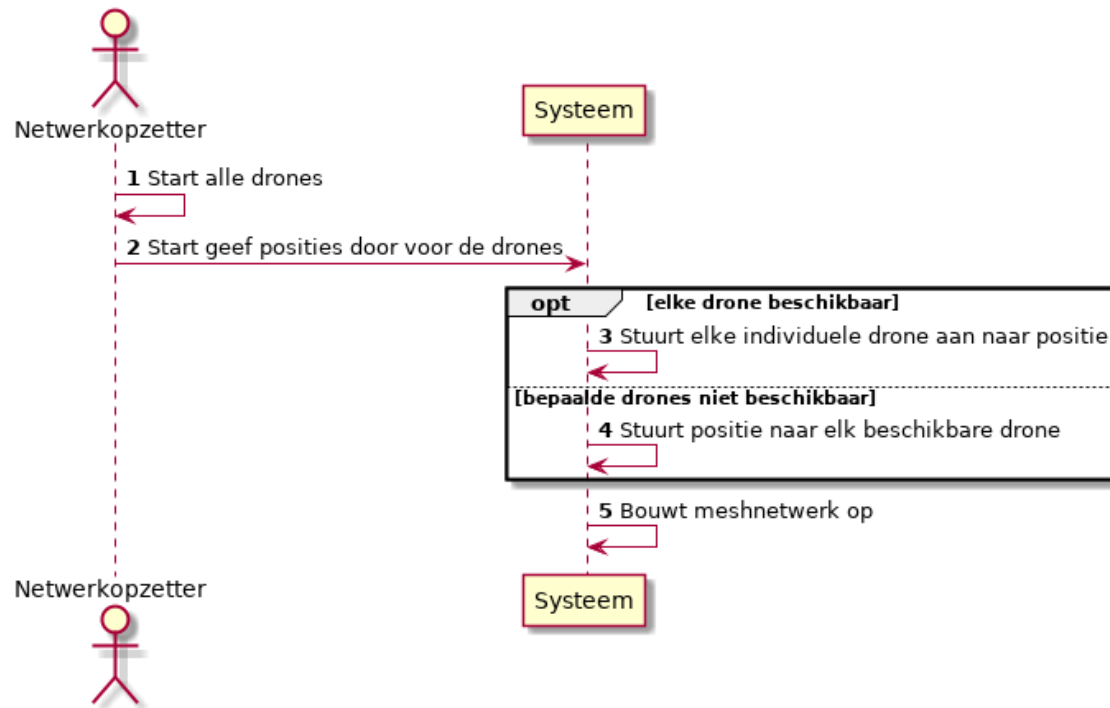 Netwerkopzetter
Systeem
1 Start alle drones
2 Start geef posities door voor de drones
opt [elke drone beschikbaar]
3 Stuurt elke individuele drone aan naar positie
[bepaalde drones niet beschikbaar]
4 Stuurt positie naar elk beschikbare drone
5 Bouwt meshnetwerk op
Netwerkopzetter
Systeem